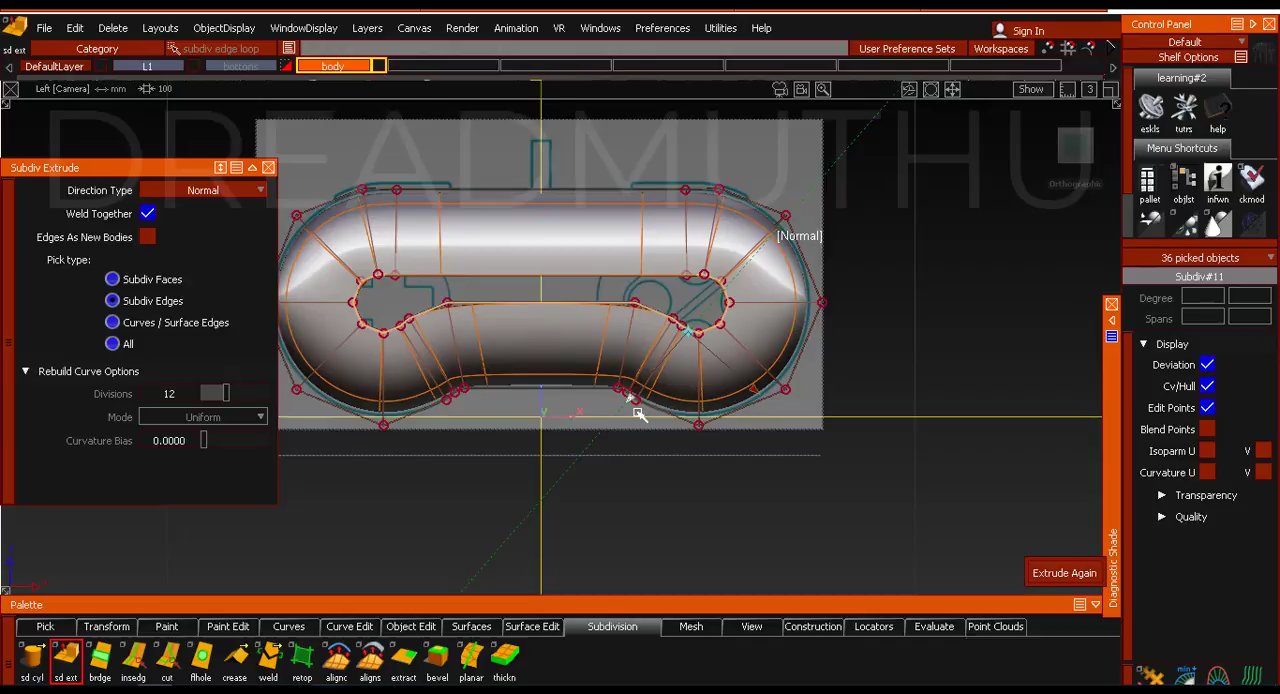 File Edit Delete Layouts ObjectDisplay WindowDisplay Layers Canvas Render Animation VR Windows Preferences Utilities Help
Sign In
Control Panel
Default
Shelf Options
sd ext Category subdiv edge loop User Preference Sets Workspaces
DefaultLayer L1 bottons body
Left [Camera] <-> mm 100 Show 3
learning#2
eskls tutrs help
Menu Shortcuts
pallet objlst infwn ckmod
DREADMUTHU
Orthographic
Subdiv Extrude
Direction Type Normal
Weld Together
Edges As New Bodies
Pick type:
Subdiv Faces
Subdiv Edges
Curves / Surface Edges
All
Rebuild Curve Options
Divisions 12
Mode Uniform
Curvature Bias 0.0000
[Normal]
Y X
36 picked objects
Subdiv#11
Degree
Spans
Display
Deviation
Cv/Hull
Edit Points
Blend Points
Isoparm U V
Curvature U V
Transparency
Quality
Diagnostic Shade
Extrude Again
Palette
Pick Transform Paint Paint Edit Curves Curve Edit Object Edit Surfaces Surface Edit Subdivision Mesh View Construction Locators Evaluate Point Clouds
sd cyl sd ext brdge insedg cut flhole crease weld retop alignc aligns extract bevel planar thickn
min